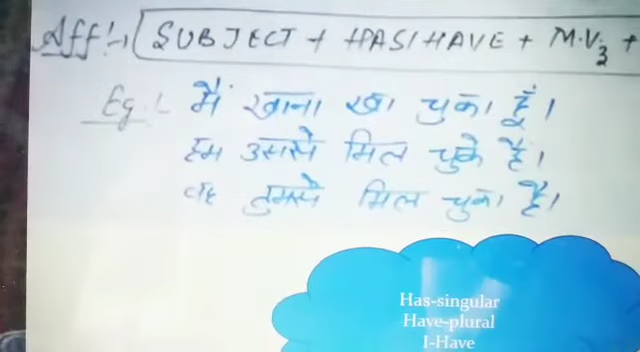 Aff:→ SUBJECT + HAS/HAVE + M.V3 +
Eg:- मैं खाना खा चुका हूँ।
हम उससे मिल चुके हैं।
वह तुमसे मिल चुका है।
Has-singular
Have-plural
I-Have